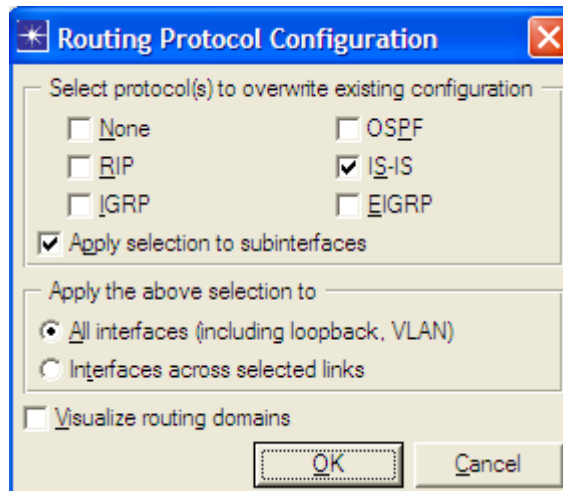 Routing Protocol Configuration
Select protocol(s) to overwrite existing configuration
None OSPF
RIP IS-IS
IGRP EIGRP
Apply selection to subinterfaces
Apply the above selection to
All interfaces (including loopback, VLAN)
Interfaces across selected links
Visualize routing domains
OK Cancel